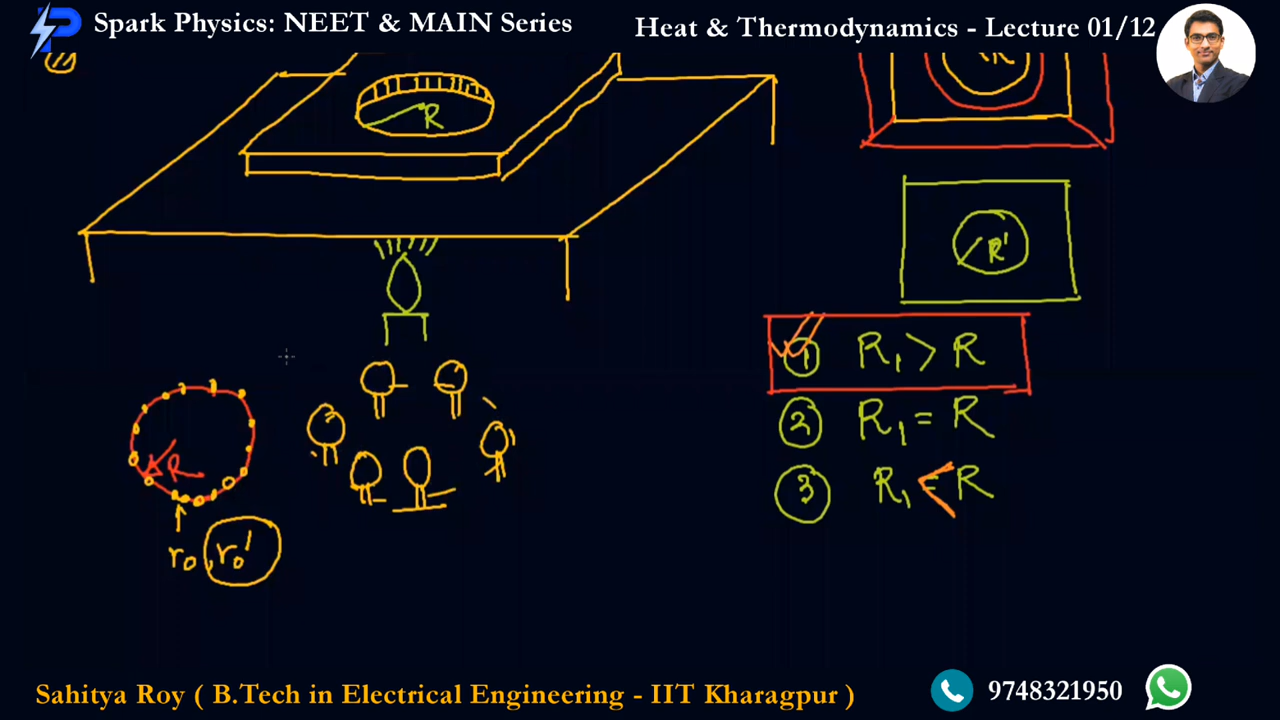 Spark Physics: NEET & MAIN Series
Heat & Thermodynamics - Lecture 01/12
R
R'
① R₁ > R
② R₁ = R
③ R₁ < R
R
r₀, r₀'
Sahitya Roy ( B.Tech in Electrical Engineering - IIT Kharagpur )
9748321950